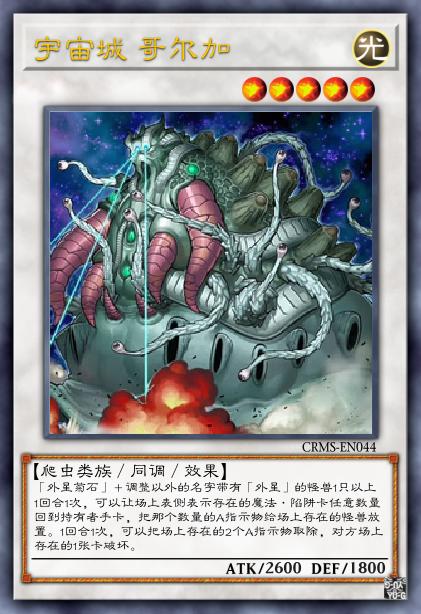 宇宙城 哥尔加
光
CRMS-EN044
【爬虫类族／同调／效果】
「外星菊石」＋调整以外的名字带有「外星」的怪兽1只以上
1回合1次，可以让场上表侧表示存在的魔法·陷阱卡任意数量
回到持有者手卡，把那个数量的A指示物给场上存在的怪兽放
置。1回合1次，可以把场上存在的2个A指示物取除，对方场上
存在的1张卡破坏。
ATK/2600 DEF/1800